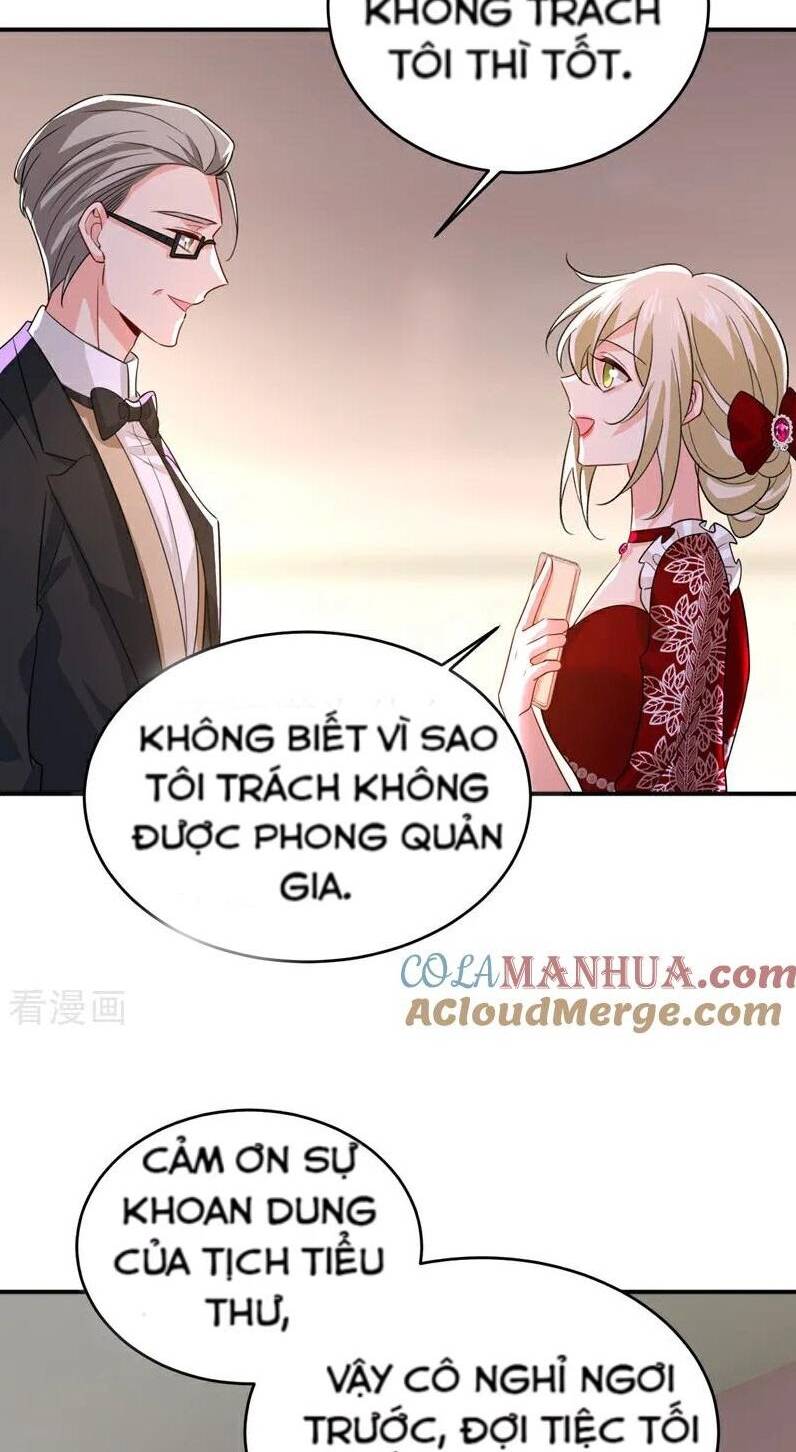 KHÔNG TRÁCH
TÔI THÌ TỐT.
KHÔNG BIẾT VÌ SAO
TÔI TRÁCH KHÔNG
ĐƯỢC PHONG QUẢN
GIA.
COLAMANHUA.com
AcloudMerge.com
看漫画
CẢM ƠN SỰ
KHOAN DUNG
CỦA TỊCH TIỂU
THƯ,
VẬY CÔ NGHỈ NGƠI
TRƯỚC, ĐỢI TIỆC TỐI